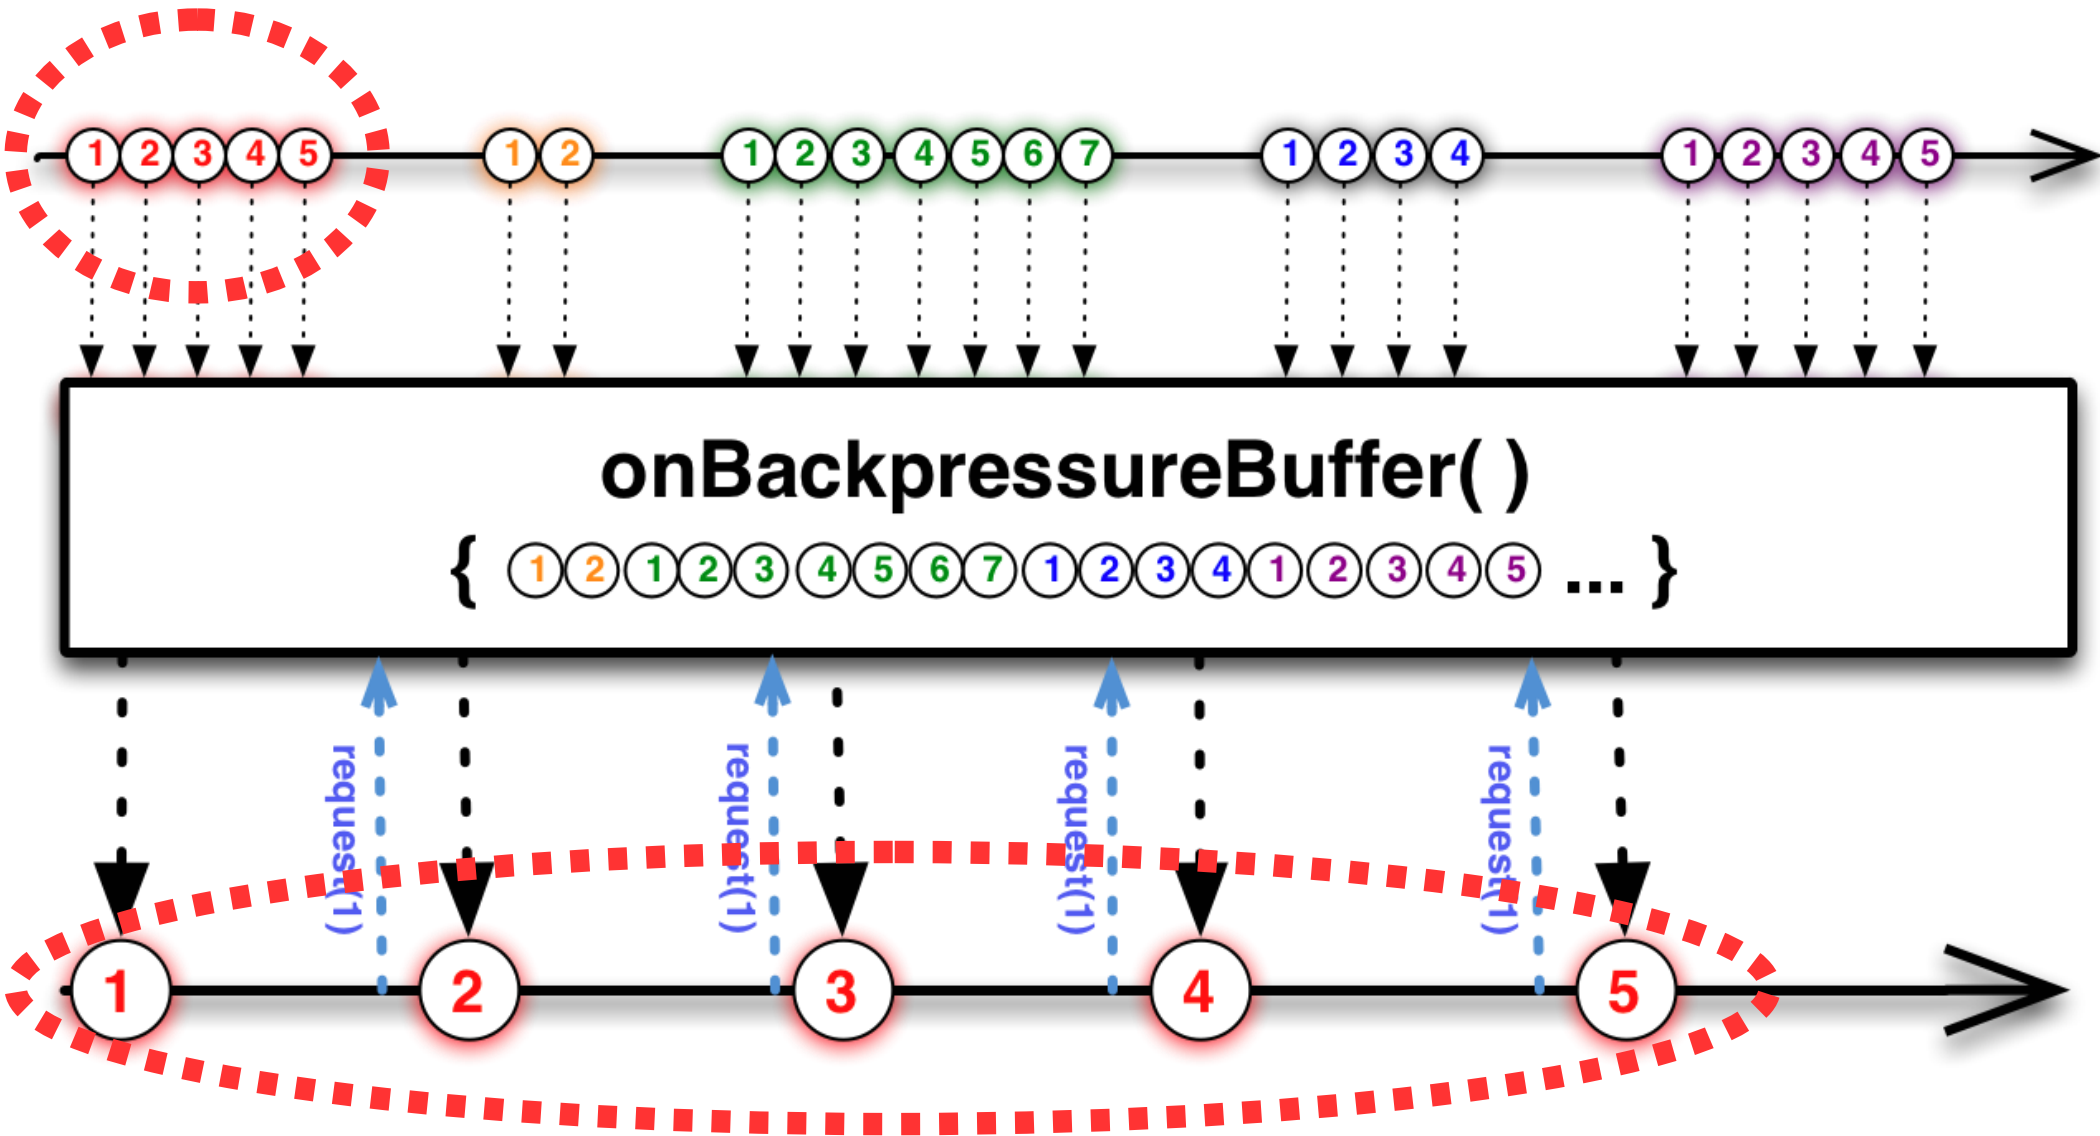 1 2 3 4 5 1 2 1 2 3 4 5 6 7 1 2 3 4 1 2 3 4 5
onBackpressureBuffer( )
{ 1 2 1 2 3 4 5 6 7 1 2 3 4 1 2 3 4 5 ... }
request(1)
request(1)
request(1)
request(1)
1 2 3 4 5